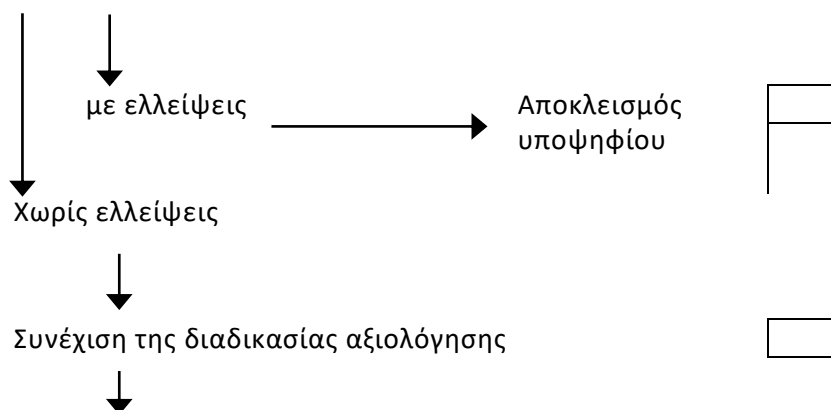 με ελλείψεις
Αποκλεισμός
υποψηφίου
Χωρίς ελλείψεις
Συνέχιση της διαδικασίας αξιολόγησης